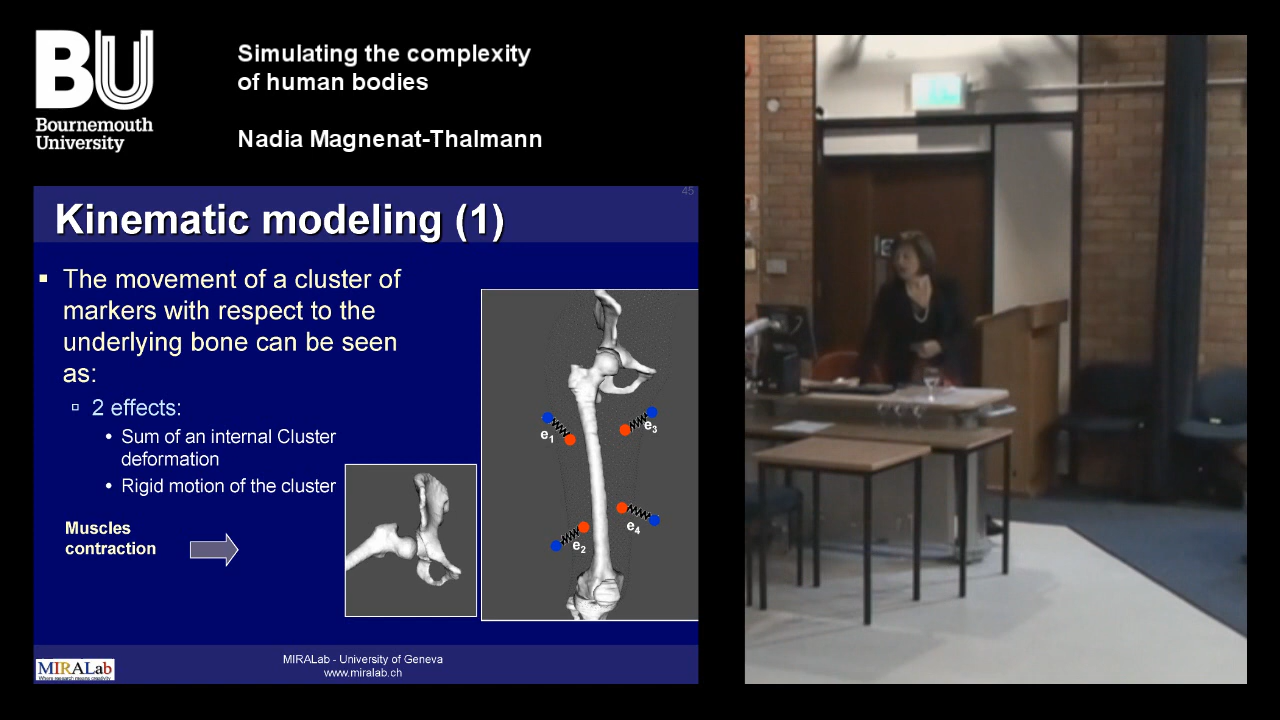 BU
Bournemouth
University
Simulating the complexity
of human bodies
Nadia Magnenat-Thalmann
45
Kinematic modeling (1)
The movement of a cluster of
markers with respect to the
underlying bone can be seen
as:
2 effects:
• Sum of an internal Cluster
deformation
• Rigid motion of the cluster
Muscles
contraction
e1
e3
e2
e4
MIRALab
MIRALab - University of Geneva
www.miralab.ch